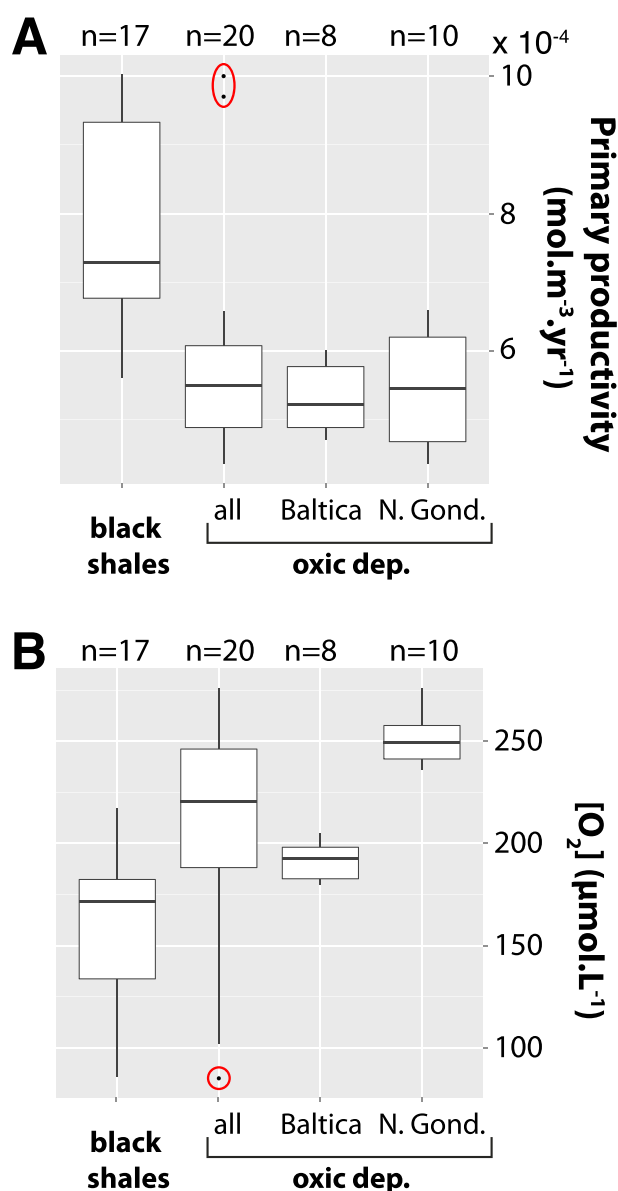 A
n=17 n=20 n=8 n=10 x 10⁻⁴
10
8
6
Primary productivity
(mol.m⁻³.yr⁻¹)
all Baltica N. Gond.
black
shales
oxic dep.
B
n=17 n=20 n=8 n=10
250
200
150
100
[O₂] (µmol.L⁻¹)
all Baltica N. Gond.
black
shales
oxic dep.